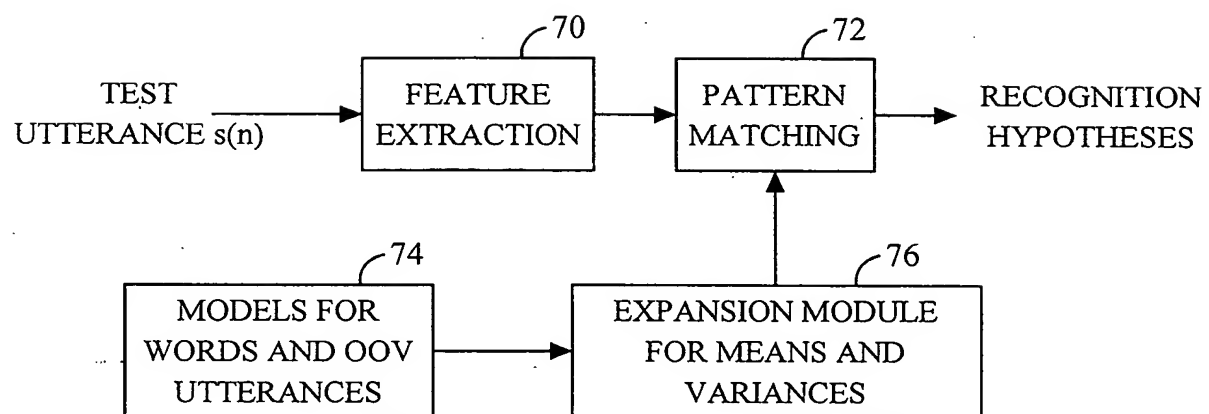 70
72
TEST
UTTERANCE s(n)
FEATURE
EXTRACTION
PATTERN
MATCHING
RECOGNITION
HYPOTHESES
74
76
MODELS FOR
WORDS AND OOV
UTTERANCES
EXPANSION MODULE
FOR MEANS AND
VARIANCES